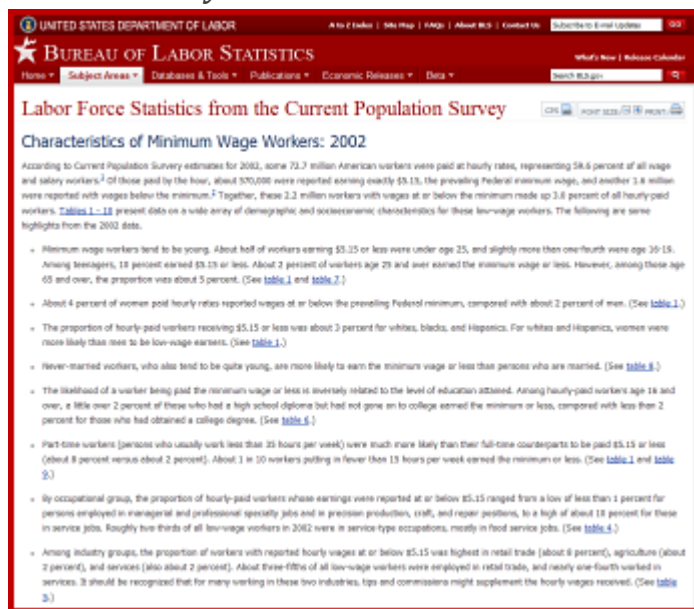 UNITED STATES DEPARTMENT OF LABOR
A to Z Index | Site Map | FAQs | About BLS | Contact Us Subscribe to E-mail Updates GO
BUREAU OF LABOR STATISTICS
What's New | Release Calendar
Home Subject Areas Databases & Tools Publications Economic Releases Beta Search BLS.gov
Labor Force Statistics from the Current Population Survey
CPS FONT SIZE: PRINT:
Characteristics of Minimum Wage Workers: 2002
According to Current Population Survey estimates for 2002, some 72.7 million American workers were paid at hourly rates, representing 59.6 percent of all wage
and salary workers.1 Of those paid by the hour, about 570,000 were reported earning exactly $5.15, the prevailing Federal minimum wage, and another 1.6 million
were reported with wages below the minimum.2 Together, these 2.2 million workers with wages at or below the minimum made up 3.0 percent of all hourly-paid
workers. Tables 1 - 10 present data on a wide array of demographic and socioeconomic characteristics for these low-wage workers. The following are some
highlights from the 2002 data.
Minimum wage workers tend to be young. About half of workers earning $5.15 or less were under age 25, and slightly more than one-fourth were age 16-19.
Among teenagers, 10 percent earned $5.15 or less. About 2 percent of workers age 25 and over earned the minimum wage or less. However, among those age
65 and over, the proportion was about 5 percent. (See table 1 and table 7.)
About 4 percent of women paid hourly rates reported wages at or below the prevailing Federal minimum, compared with about 2 percent of men. (See table 1.)
The proportion of hourly-paid workers receiving $5.15 or less was about 3 percent for whites, blacks, and Hispanics. For whites and Hispanics, women were
more likely than men to be low-wage earners. (See table 1.)
Never-married workers, who also tend to be quite young, are more likely to earn the minimum wage or less than persons who are married. (See table 8.)
The likelihood of a worker being paid the minimum wage or less is inversely related to the level of education attained. Among hourly-paid workers age 16 and
over, a little over 2 percent of those who had a high school diploma but had not gone on to college earned the minimum or less, compared with less than 2
percent for those who had obtained a college degree. (See table 6.)
Part-time workers (persons who usually work less than 35 hours per week) were much more likely than their full-time counterparts to be paid $5.15 or less
(about 8 percent versus about 2 percent). About 1 in 10 workers putting in fewer than 15 hours per week earned the minimum or less. (See table 1 and table
9.)
By occupational group, the proportion of hourly-paid workers whose earnings were reported at or below $5.15 ranged from a low of less than 1 percent for
persons employed in managerial and professional specialty jobs and in precision production, craft, and repair positions, to a high of about 10 percent for these
in service jobs. Roughly two-thirds of all low-wage workers in 2002 were in service-type occupations, mostly in food service jobs. (See table 4.)
Among industry groups, the proportion of workers with reported hourly wages at or below $5.15 was highest in retail trade (about 8 percent), agriculture (about
2 percent), and services (also about 2 percent). About three-fifths of all low-wage workers were employed in retail trade, and nearly one-fourth worked in
services. It should be recognized that for many working in these two industries, tips and commissions might supplement the hourly wages received. (See table
5.)